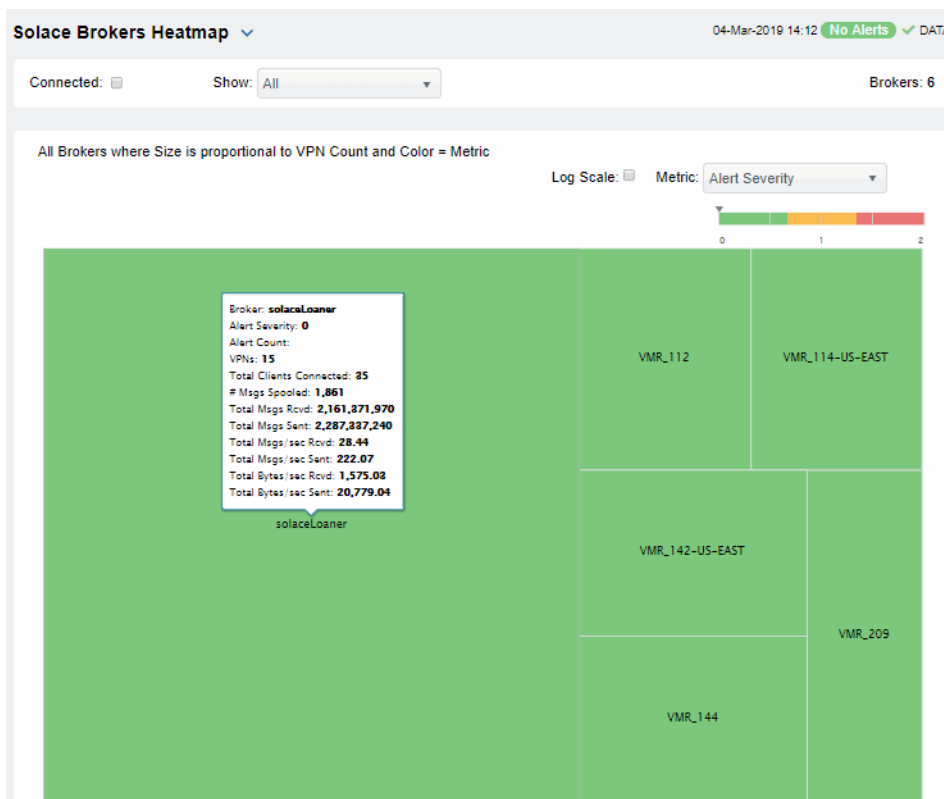 Solace Brokers Heatmap
04-Mar-2019 14:12 No Alerts DATA
Connected: Show: All Brokers: 6
All Brokers where Size is proportional to VPN Count and Color = Metric
Log Scale: Metric: Alert Severity
0 1 2
Broker: solaceLoaner
Alert Severity: 0
Alert Count:
VPNs: 15
Total Clients Connected: 35
# Msgs Spooled: 1,861
Total Msgs Rcvd: 2,161,371,970
Total Msgs Sent: 2,287,337,240
Total Msgs/sec Rcvd: 28.44
Total Msgs/sec Sent: 222.07
Total Bytes/sec Rcvd: 1,575.03
Total Bytes/sec Sent: 20,779.04
solaceLoaner
VMR_112
VMR_114-US-EAST
VMR_142-US-EAST
VMR_209
VMR_144